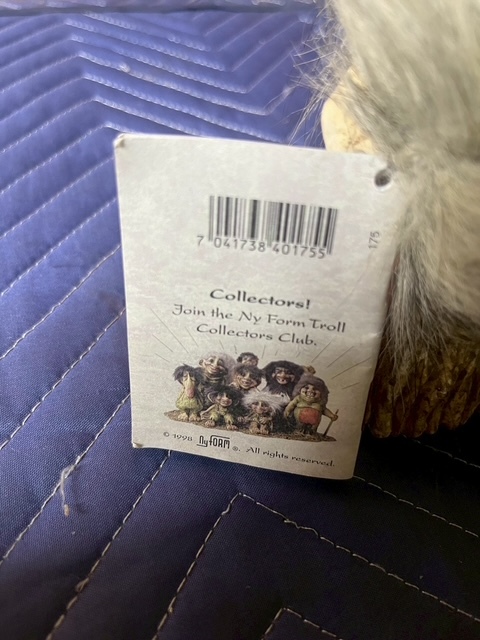 7 041738 401755
175
Collectors!
Join the Ny Form Troll
Collectors Club.
© 1998 NyFORM ®. All rights reserved.